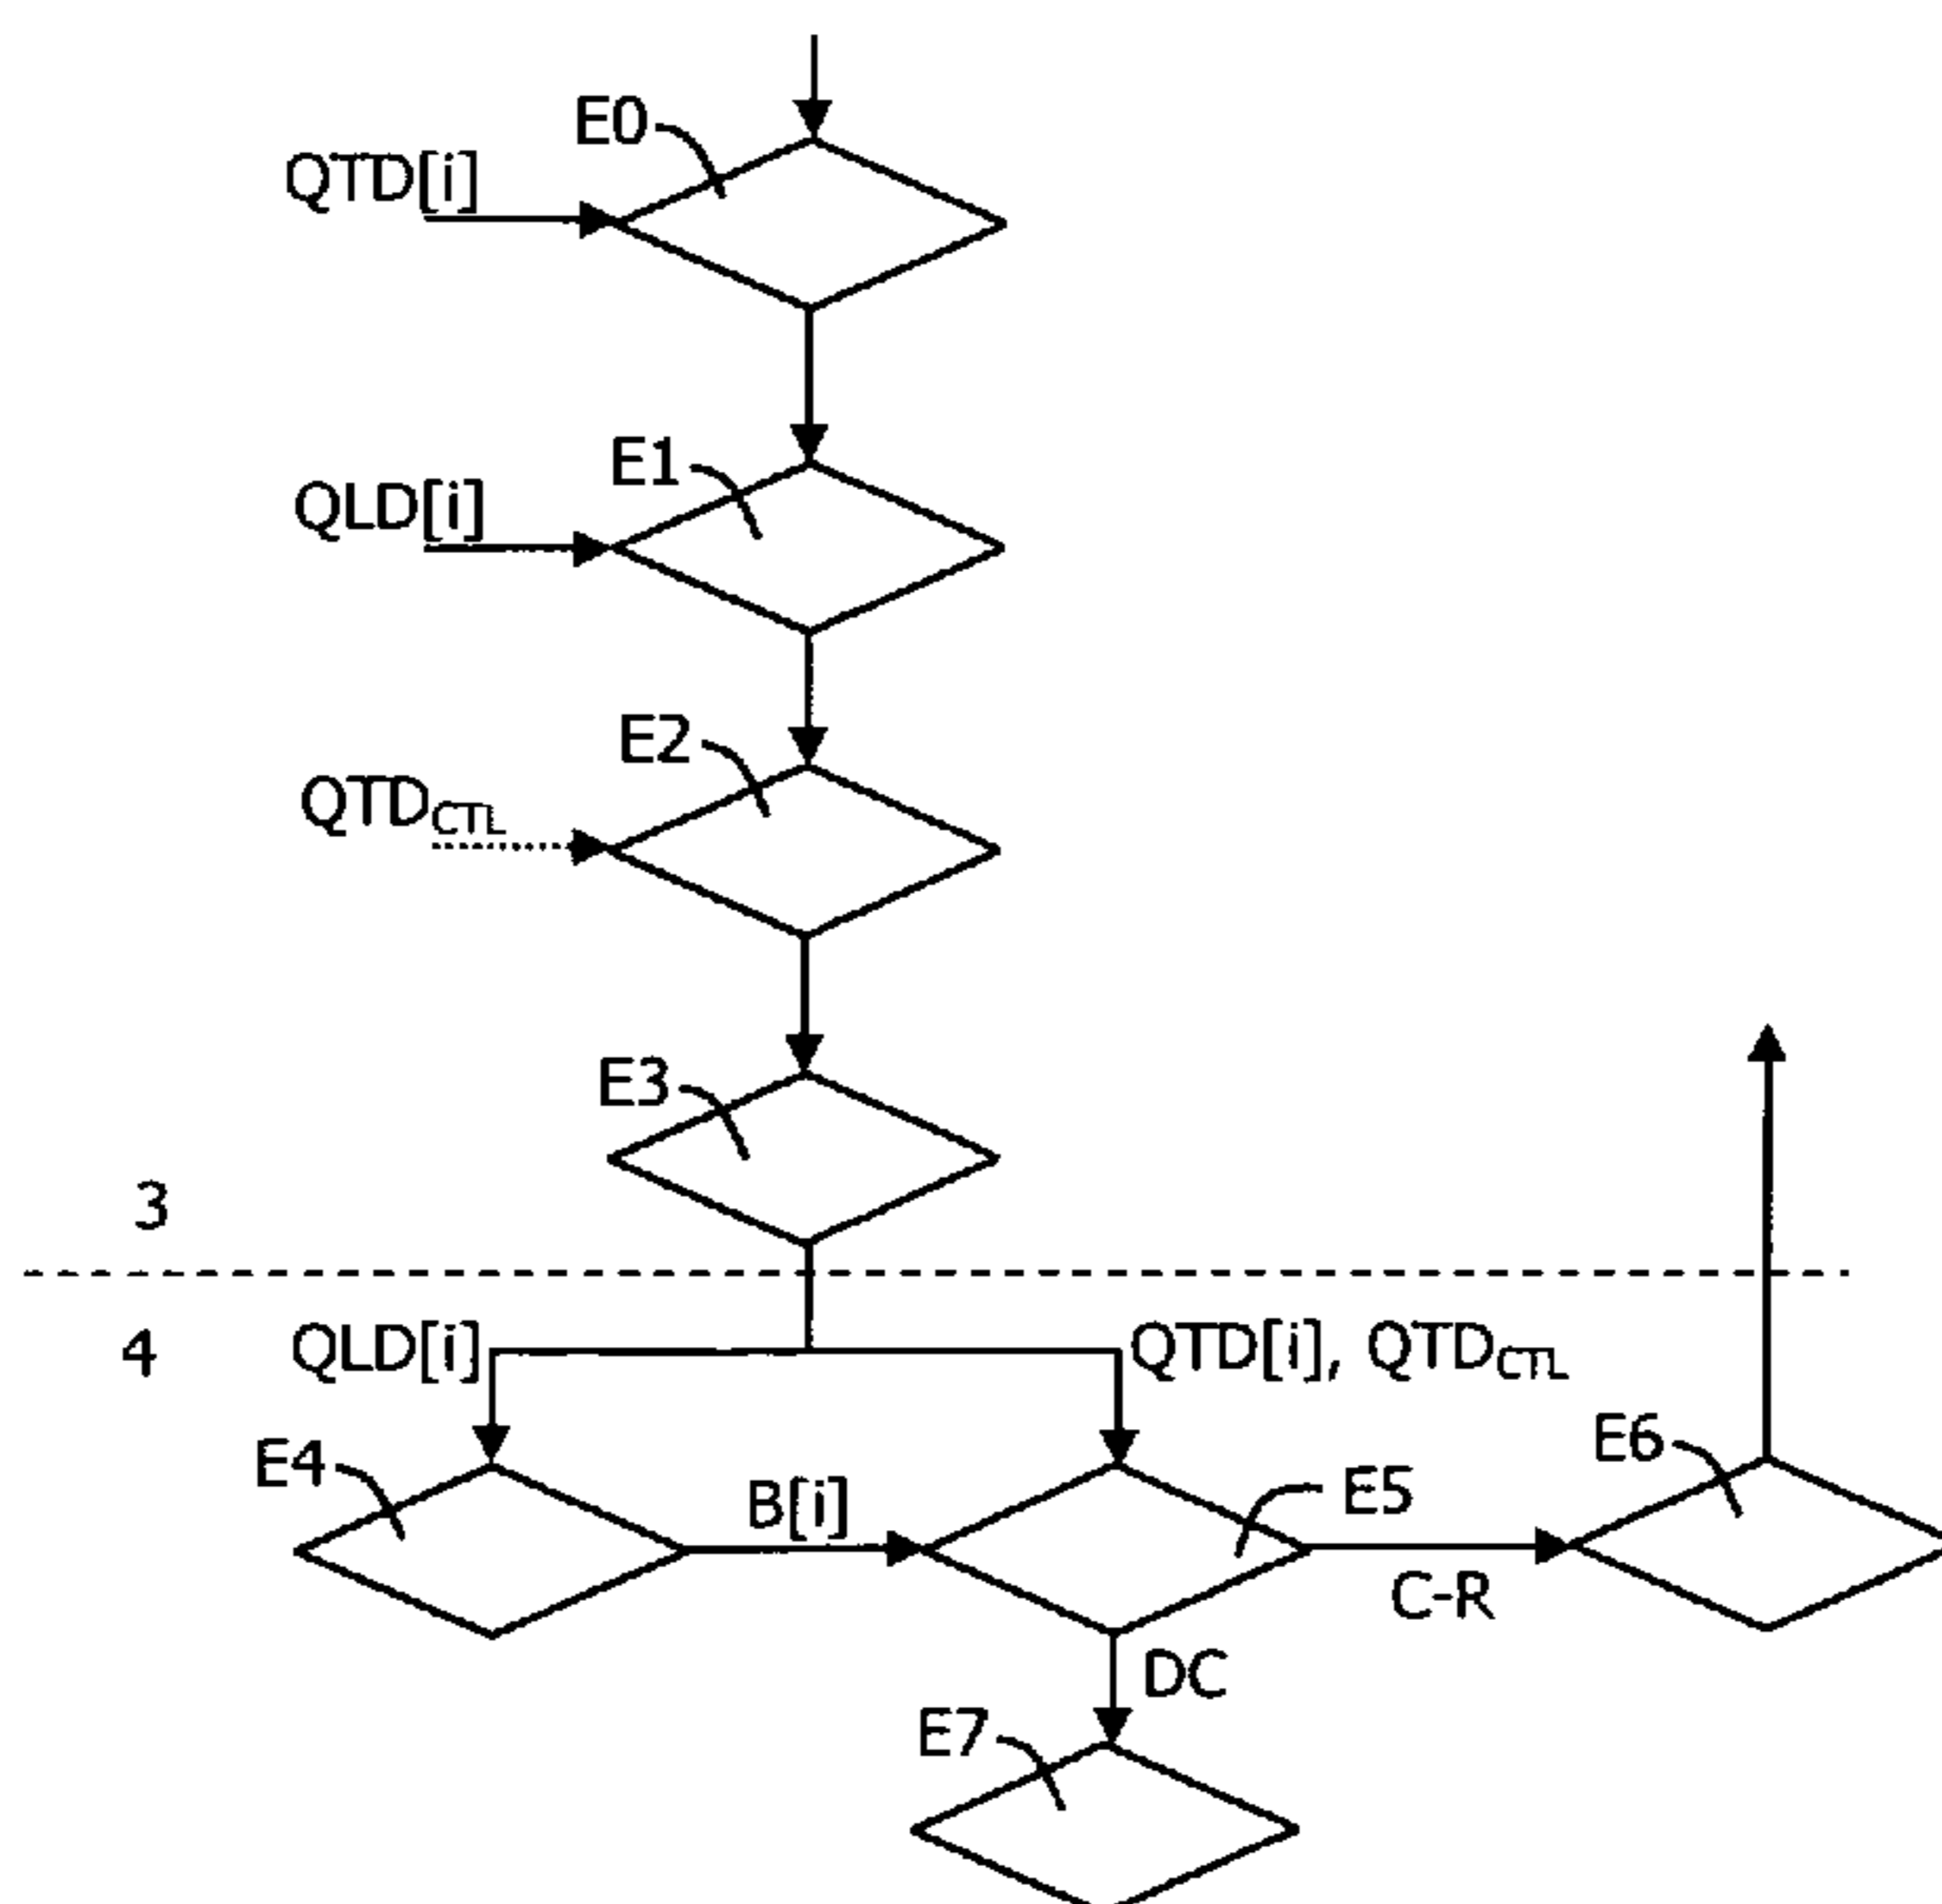 E0
QTD[i]
E1
QLD[i]
E2
QTDCTL
E3
3
4
QLD[i]
QTD[i], QTDCTL
E4
B[i]
E5
E6
C-R
DC
E7